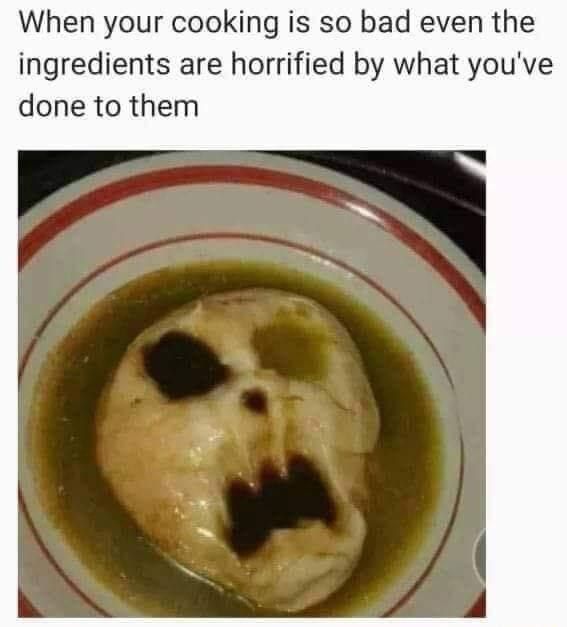 When your cooking is so bad even the
ingredients are horrified by what you've
done to them